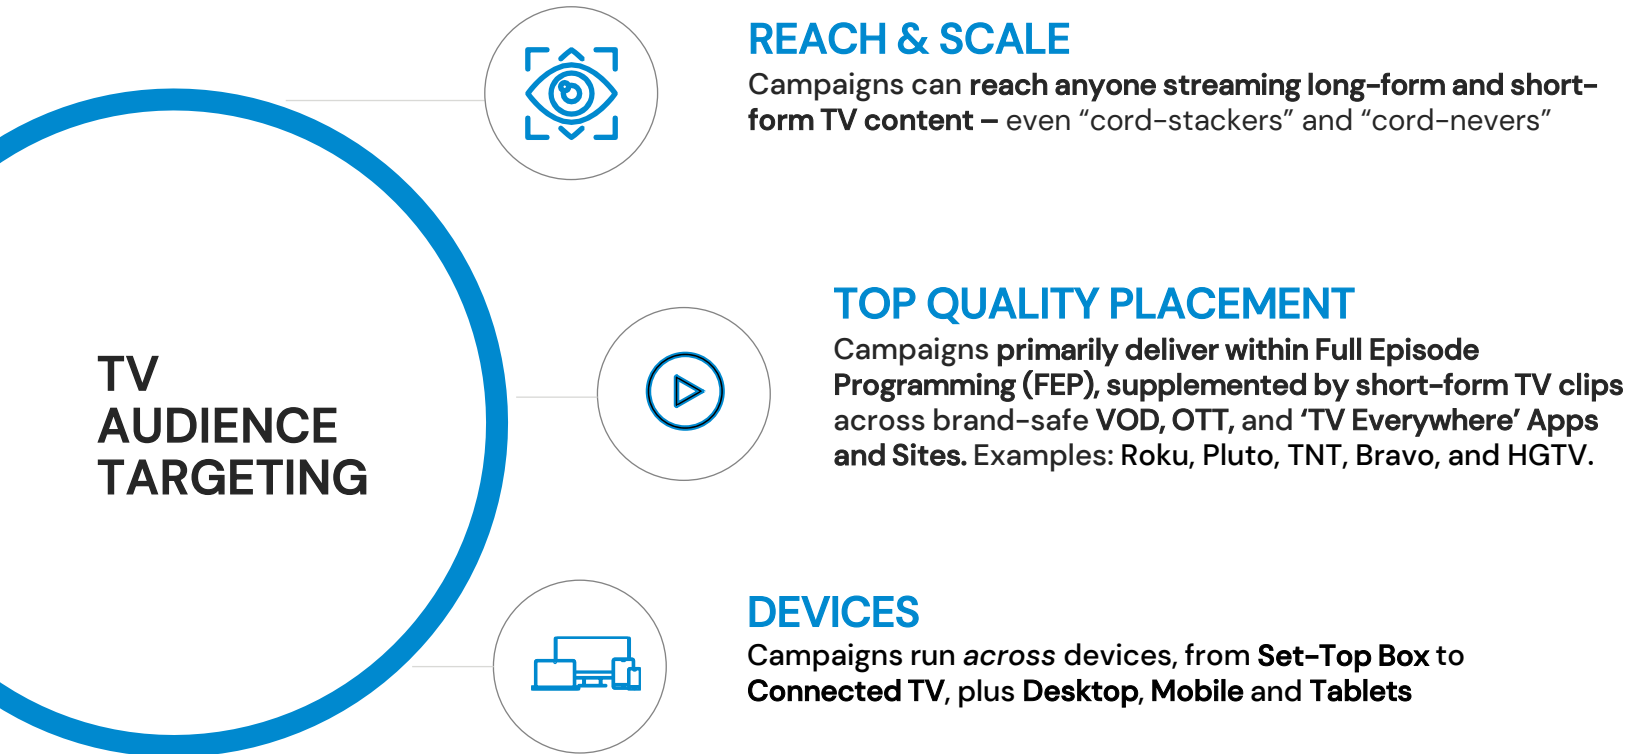 TV
AUDIENCE
TARGETING
REACH & SCALE
Campaigns can reach anyone streaming long-form and short-
form TV content – even “cord-stackers” and “cord-nevers”
TOP QUALITY PLACEMENT
Campaigns primarily deliver within Full Episode
Programming (FEP), supplemented by short-form TV clips
across brand-safe VOD, OTT, and ‘TV Everywhere’ Apps
and Sites. Examples: Roku, Pluto, TNT, Bravo, and HGTV.
DEVICES
Campaigns run across devices, from Set-Top Box to
Connected TV, plus Desktop, Mobile and Tablets